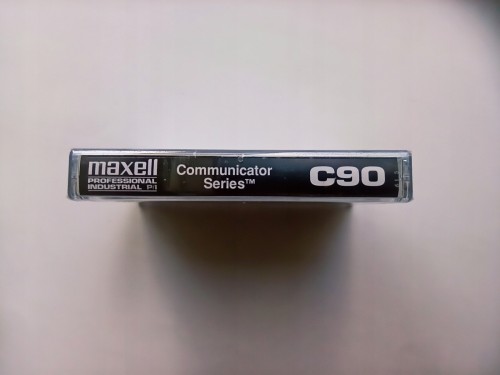 maxell
PROFESSIONAL
INDUSTRIAL P/I
Communicator
Series™
C90